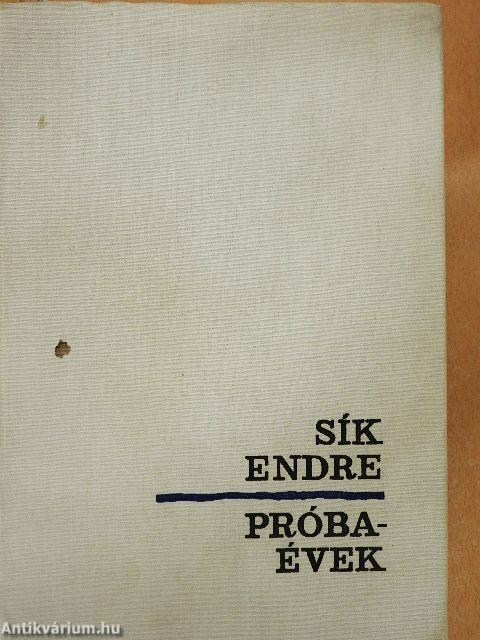 SÍK
ENDRE
PRÓBA-
ÉVEK
Antikvárium.hu